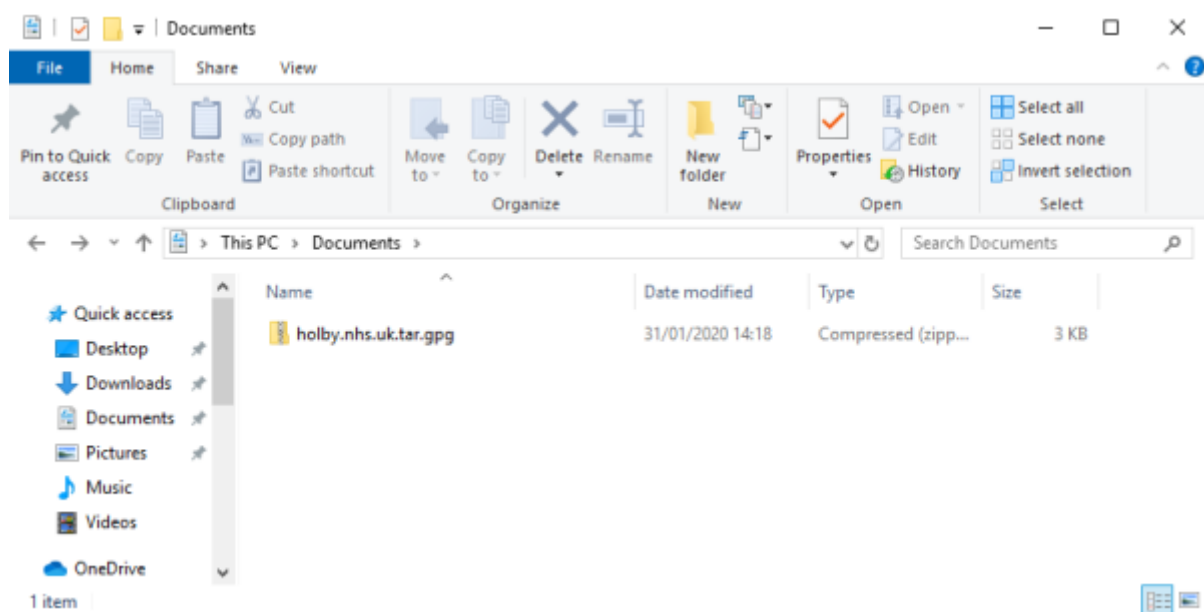 Documents
File Home Share View
Pin to Quick access
Copy
Paste
Cut
Copy path
Paste shortcut
Move to
Copy to
Delete
Rename
New folder
Properties
Open
Edit
History
Select all
Select none
Invert selection
Clipboard Organize New Open Select
This PC > Documents >
Search Documents
Name Date modified Type Size
Quick access
holby.nhs.uk.tar.gpg 31/01/2020 14:18 Compressed (zipp... 3 KB
Desktop
Downloads
Documents
Pictures
Music
Videos
OneDrive
1 item